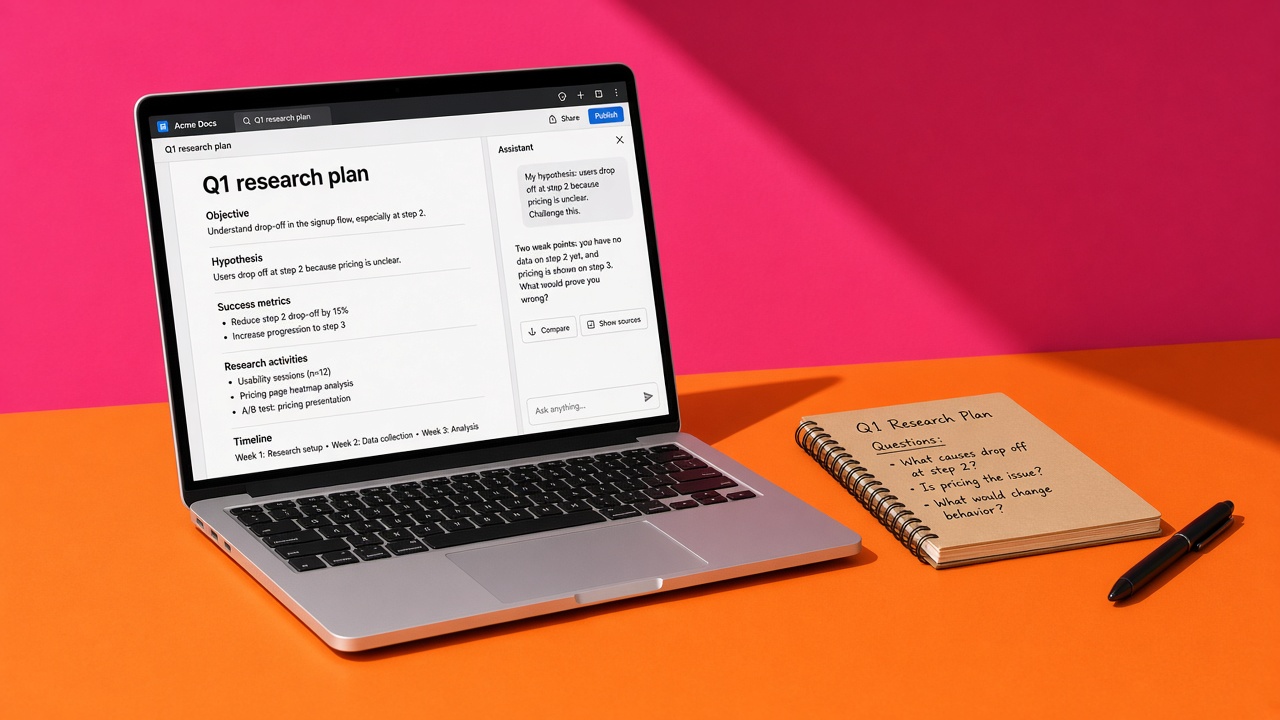 Acme Docs
Q1 research plan
Share
Publish
Q1 research plan
Q1 research plan
Objective
Understand drop-off in the signup flow, especially at step 2.
Hypothesis
Users drop off at step 2 because pricing is unclear.
Success metrics
• Reduce step 2 drop-off by 15%
• Increase progression to step 3
Research activities
• Usability sessions (n=12)
• Pricing page heatmap analysis
• A/B test: pricing presentation
Timeline
Week 1: Research setup • Week 2: Data collection • Week 3: Analysis
Assistant
My hypothesis: users drop
off at step 2 because
pricing is unclear.
Challenge this.
Two weak points: you have no
data on step 2 yet, and
pricing is shown on step 3.
What would prove you
wrong?
Compare
Show sources
Ask anything...
Q1 Research Plan
Questions:
- What causes drop off
at step 2?
- Is pricing the issue?
- What would change
behavior?